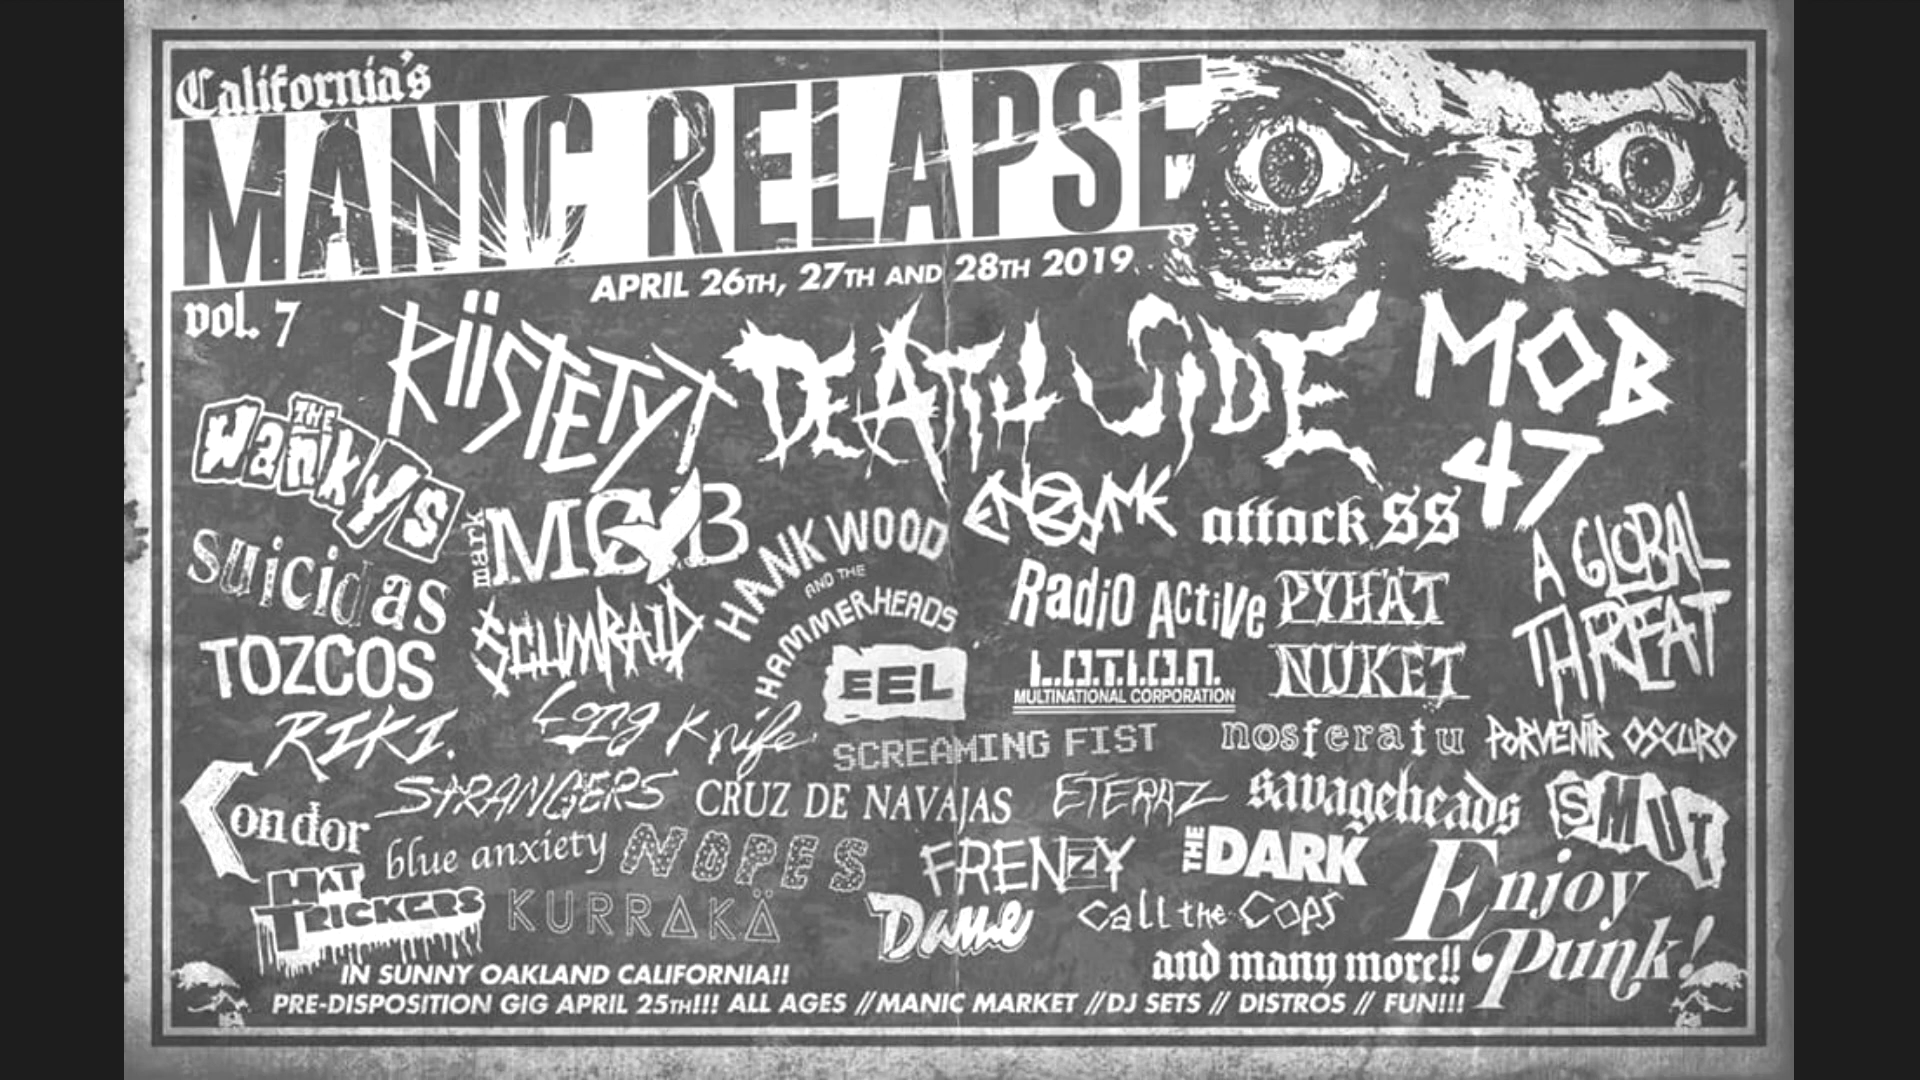 California's
MANIC RELAPSE
APRIL 26TH, 27TH AND 28TH 2019
vol. 7
RIISTETYT
DEATH SIDE
MOB 47
THE WANKYS
mark MCOB
HANK WOOD AND THE HAMMERHEADS
ENZYME
attack SS
A GLOBAL THREAT
suicidas
SCUMRAID
Radio Active
PYHÄT NUKET
TOZCOS
EEL
L.O.T.I.O.N. MULTINATIONAL CORPORATION
RIKI.
Long Knife
SCREAMING FIST
nosferatu
PORVENIR OSCURO
Kondor
STRANGERS
CRUZ DE NAVAJAS
ETERAZ
savageheads
SMUT
blue anxiety
NOPES
FRENZY
THE DARK
Enjoy Punk!
HAT TRICKERS
KURRAKÄ
Dame
Call the Cops
and many more!!
IN SUNNY OAKLAND CALIFORNIA!!
PRE-DISPOSITION GIG APRIL 25TH!!! ALL AGES // MANIC MARKET // DJ SETS // DISTROS // FUN!!!